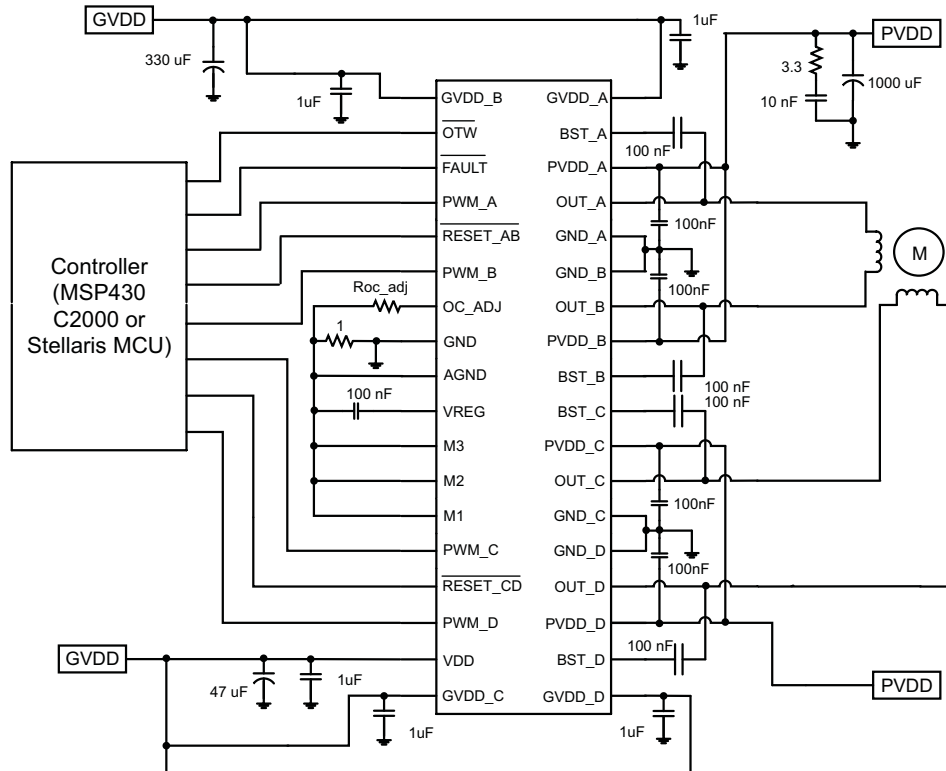 GVDD
1uF
PVDD
330 uF
3.3
1000 uF
1uF
10 nF
GVDD_B
GVDD_A
OTW
BST_A
100 nF
FAULT
PVDD_A
PWM_A
OUT_A
100nF
RESET_AB
GND_A
M
Controller
(MSP430
C2000 or
Stellaris MCU)
PWM_B
GND_B
Roc_adj
100nF
OC_ADJ
OUT_B
1
GND
PVDD_B
AGND
BST_B
100 nF
100 nF
100 nF
VREG
BST_C
M3
PVDD_C
M2
OUT_C
100nF
M1
GND_C
PWM_C
GND_D
100nF
RESET_CD
OUT_D
PWM_D
PVDD_D
100 nF
GVDD
VDD
BST_D
47 uF
1uF
PVDD
GVDD_C
GVDD_D
1uF
1uF